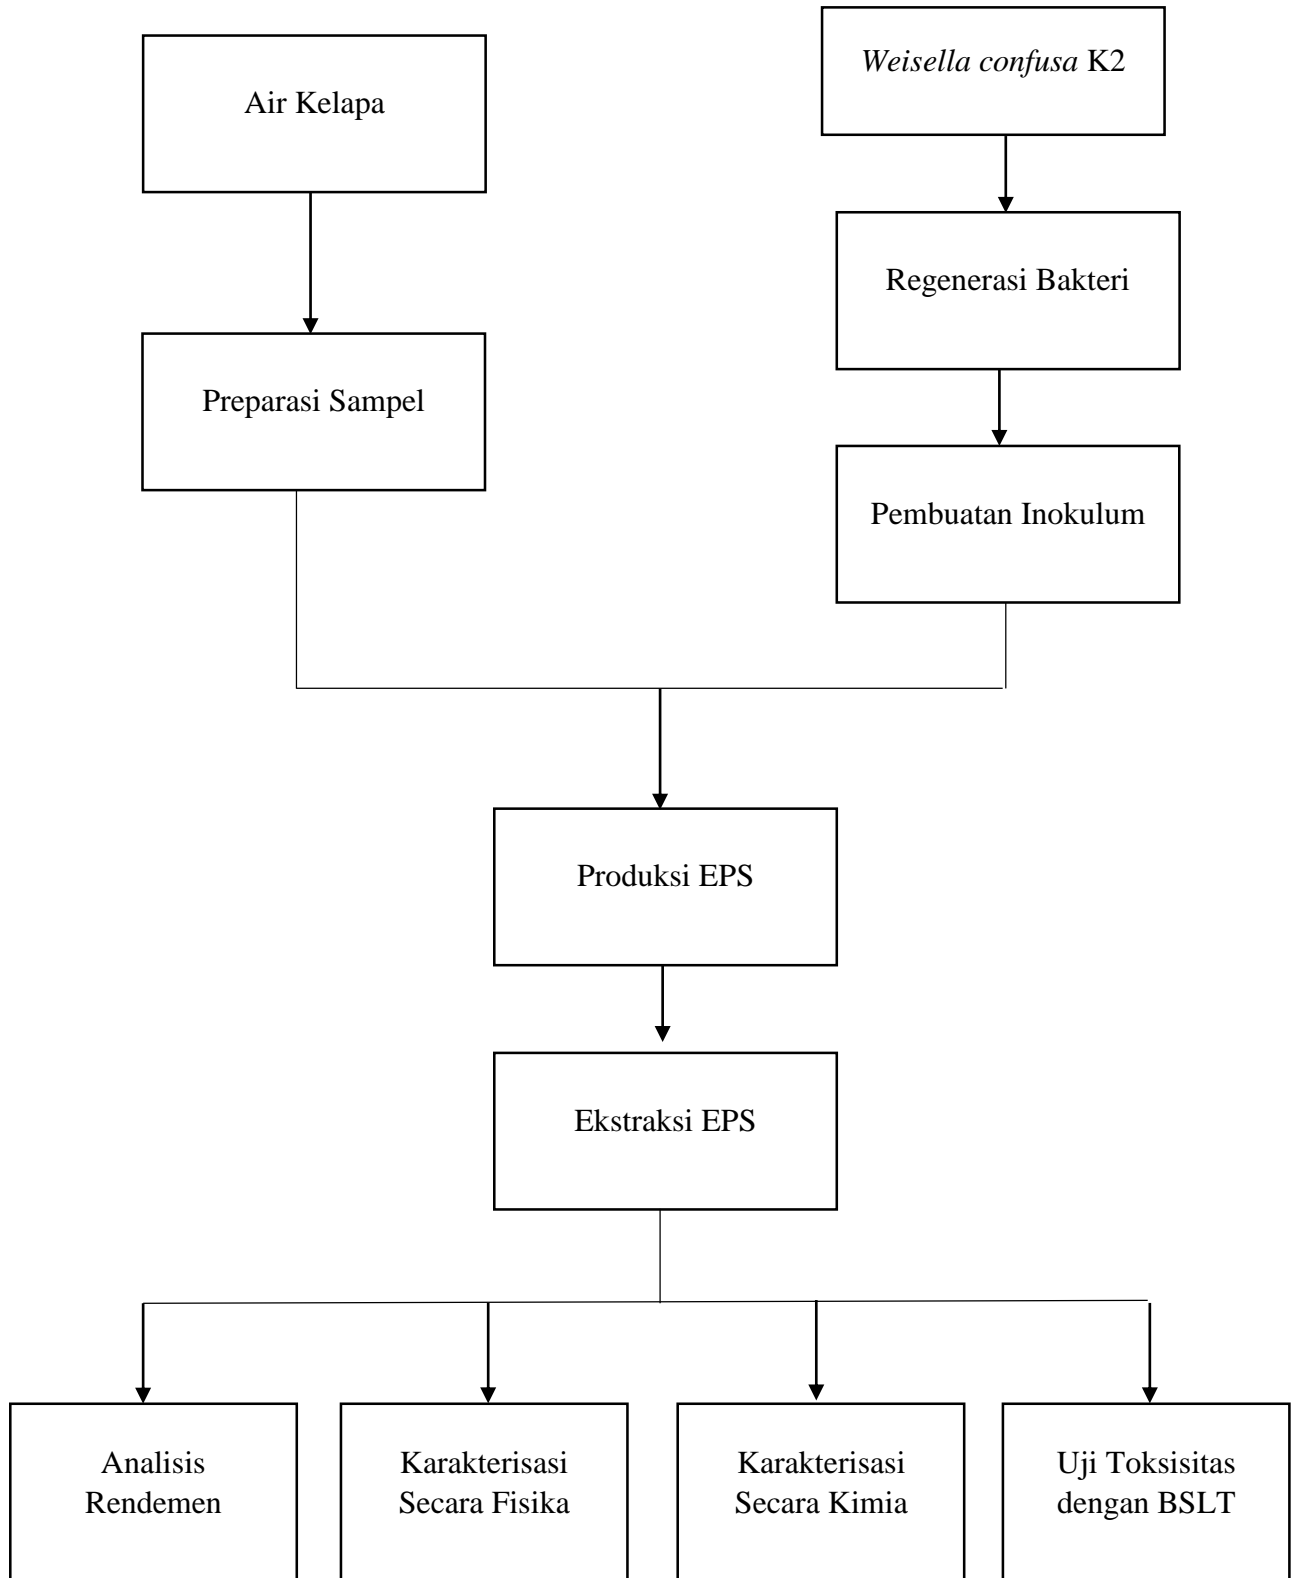 Air Kelapa
Weisella confusa K2
Regenerasi Bakteri
Preparasi Sampel
Pembuatan Inokulum
Produksi EPS
Ekstraksi EPS
Analisis
Rendemen
Karakterisasi
Secara Fisika
Karakterisasi
Secara Kimia
Uji Toksisitas
dengan BSLT